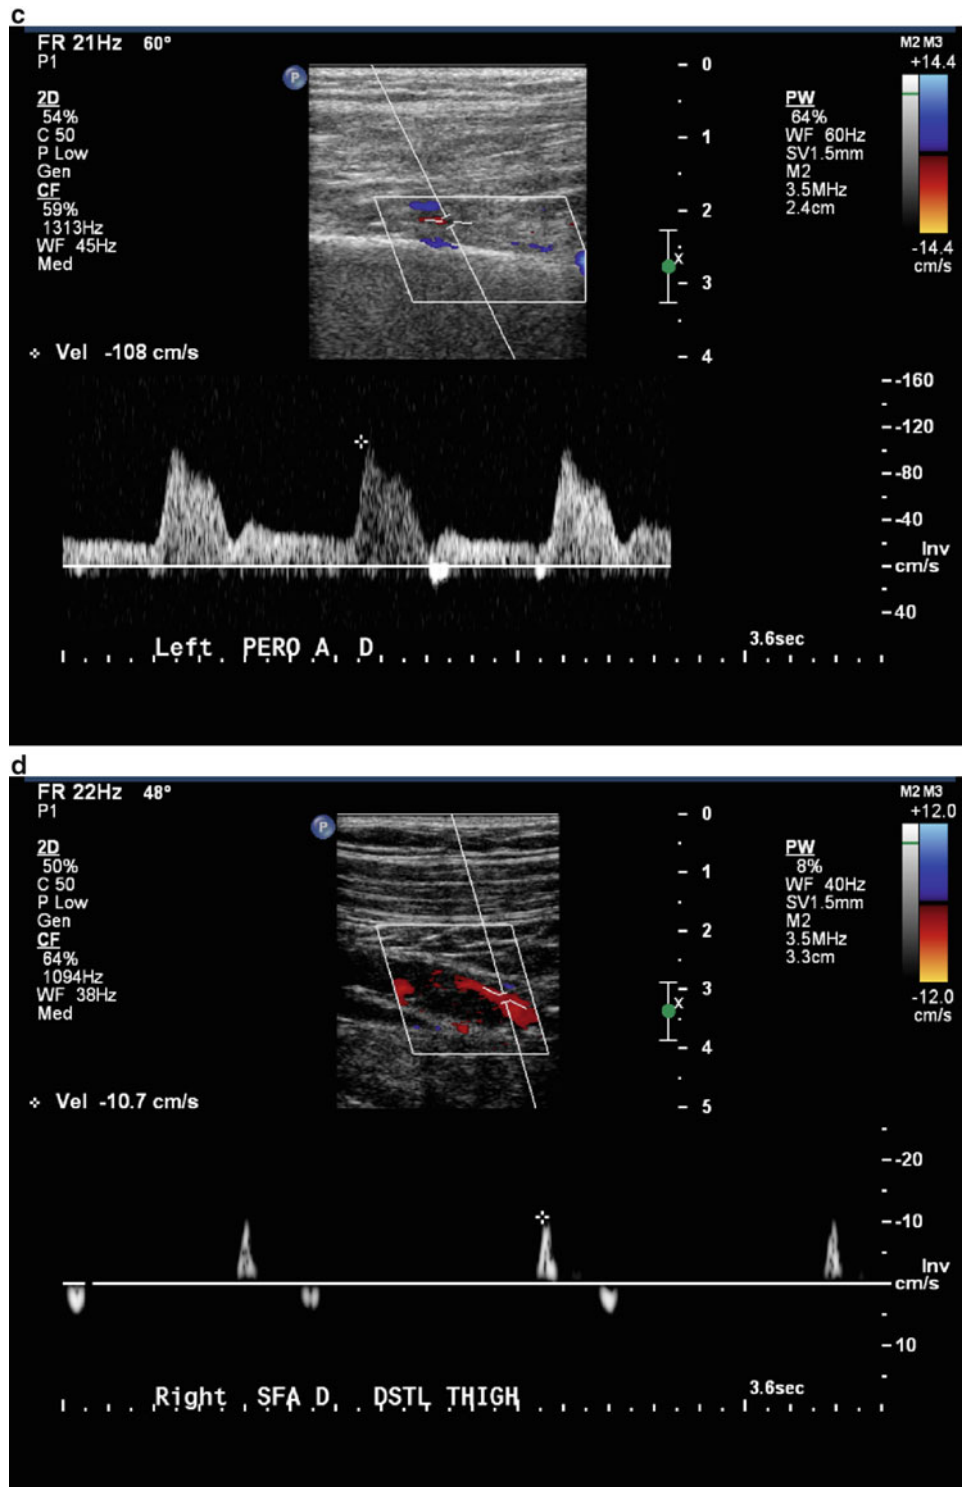 c
FR 21Hz 60°
P1
M2 M3
+14.4
P
0
2D
54%
C 50
P Low
Gen
CF
59%
1313Hz
WF 45Hz
Med
PW
64%
WF 60Hz
SV1.5mm
M2
3.5MHz
2.4cm
1
2
x
3
4
-14.4
cm/s
Vel -108 cm/s
-160
-120
-80
-40
Inv
cm/s
40
Left PERO A D
3.6sec
d
FR 22Hz 48°
P1
M2 M3
+12.0
P
0
2D
50%
C 50
P Low
Gen
CF
64%
1094Hz
WF 38Hz
Med
PW
8%
WF 40Hz
SV1.5mm
M2
3.5MHz
3.3cm
1
2
3
x
4
5
-12.0
cm/s
Vel -10.7 cm/s
-20
-10
Inv
cm/s
10
Right SFA D DSTL THIGH
3.6sec